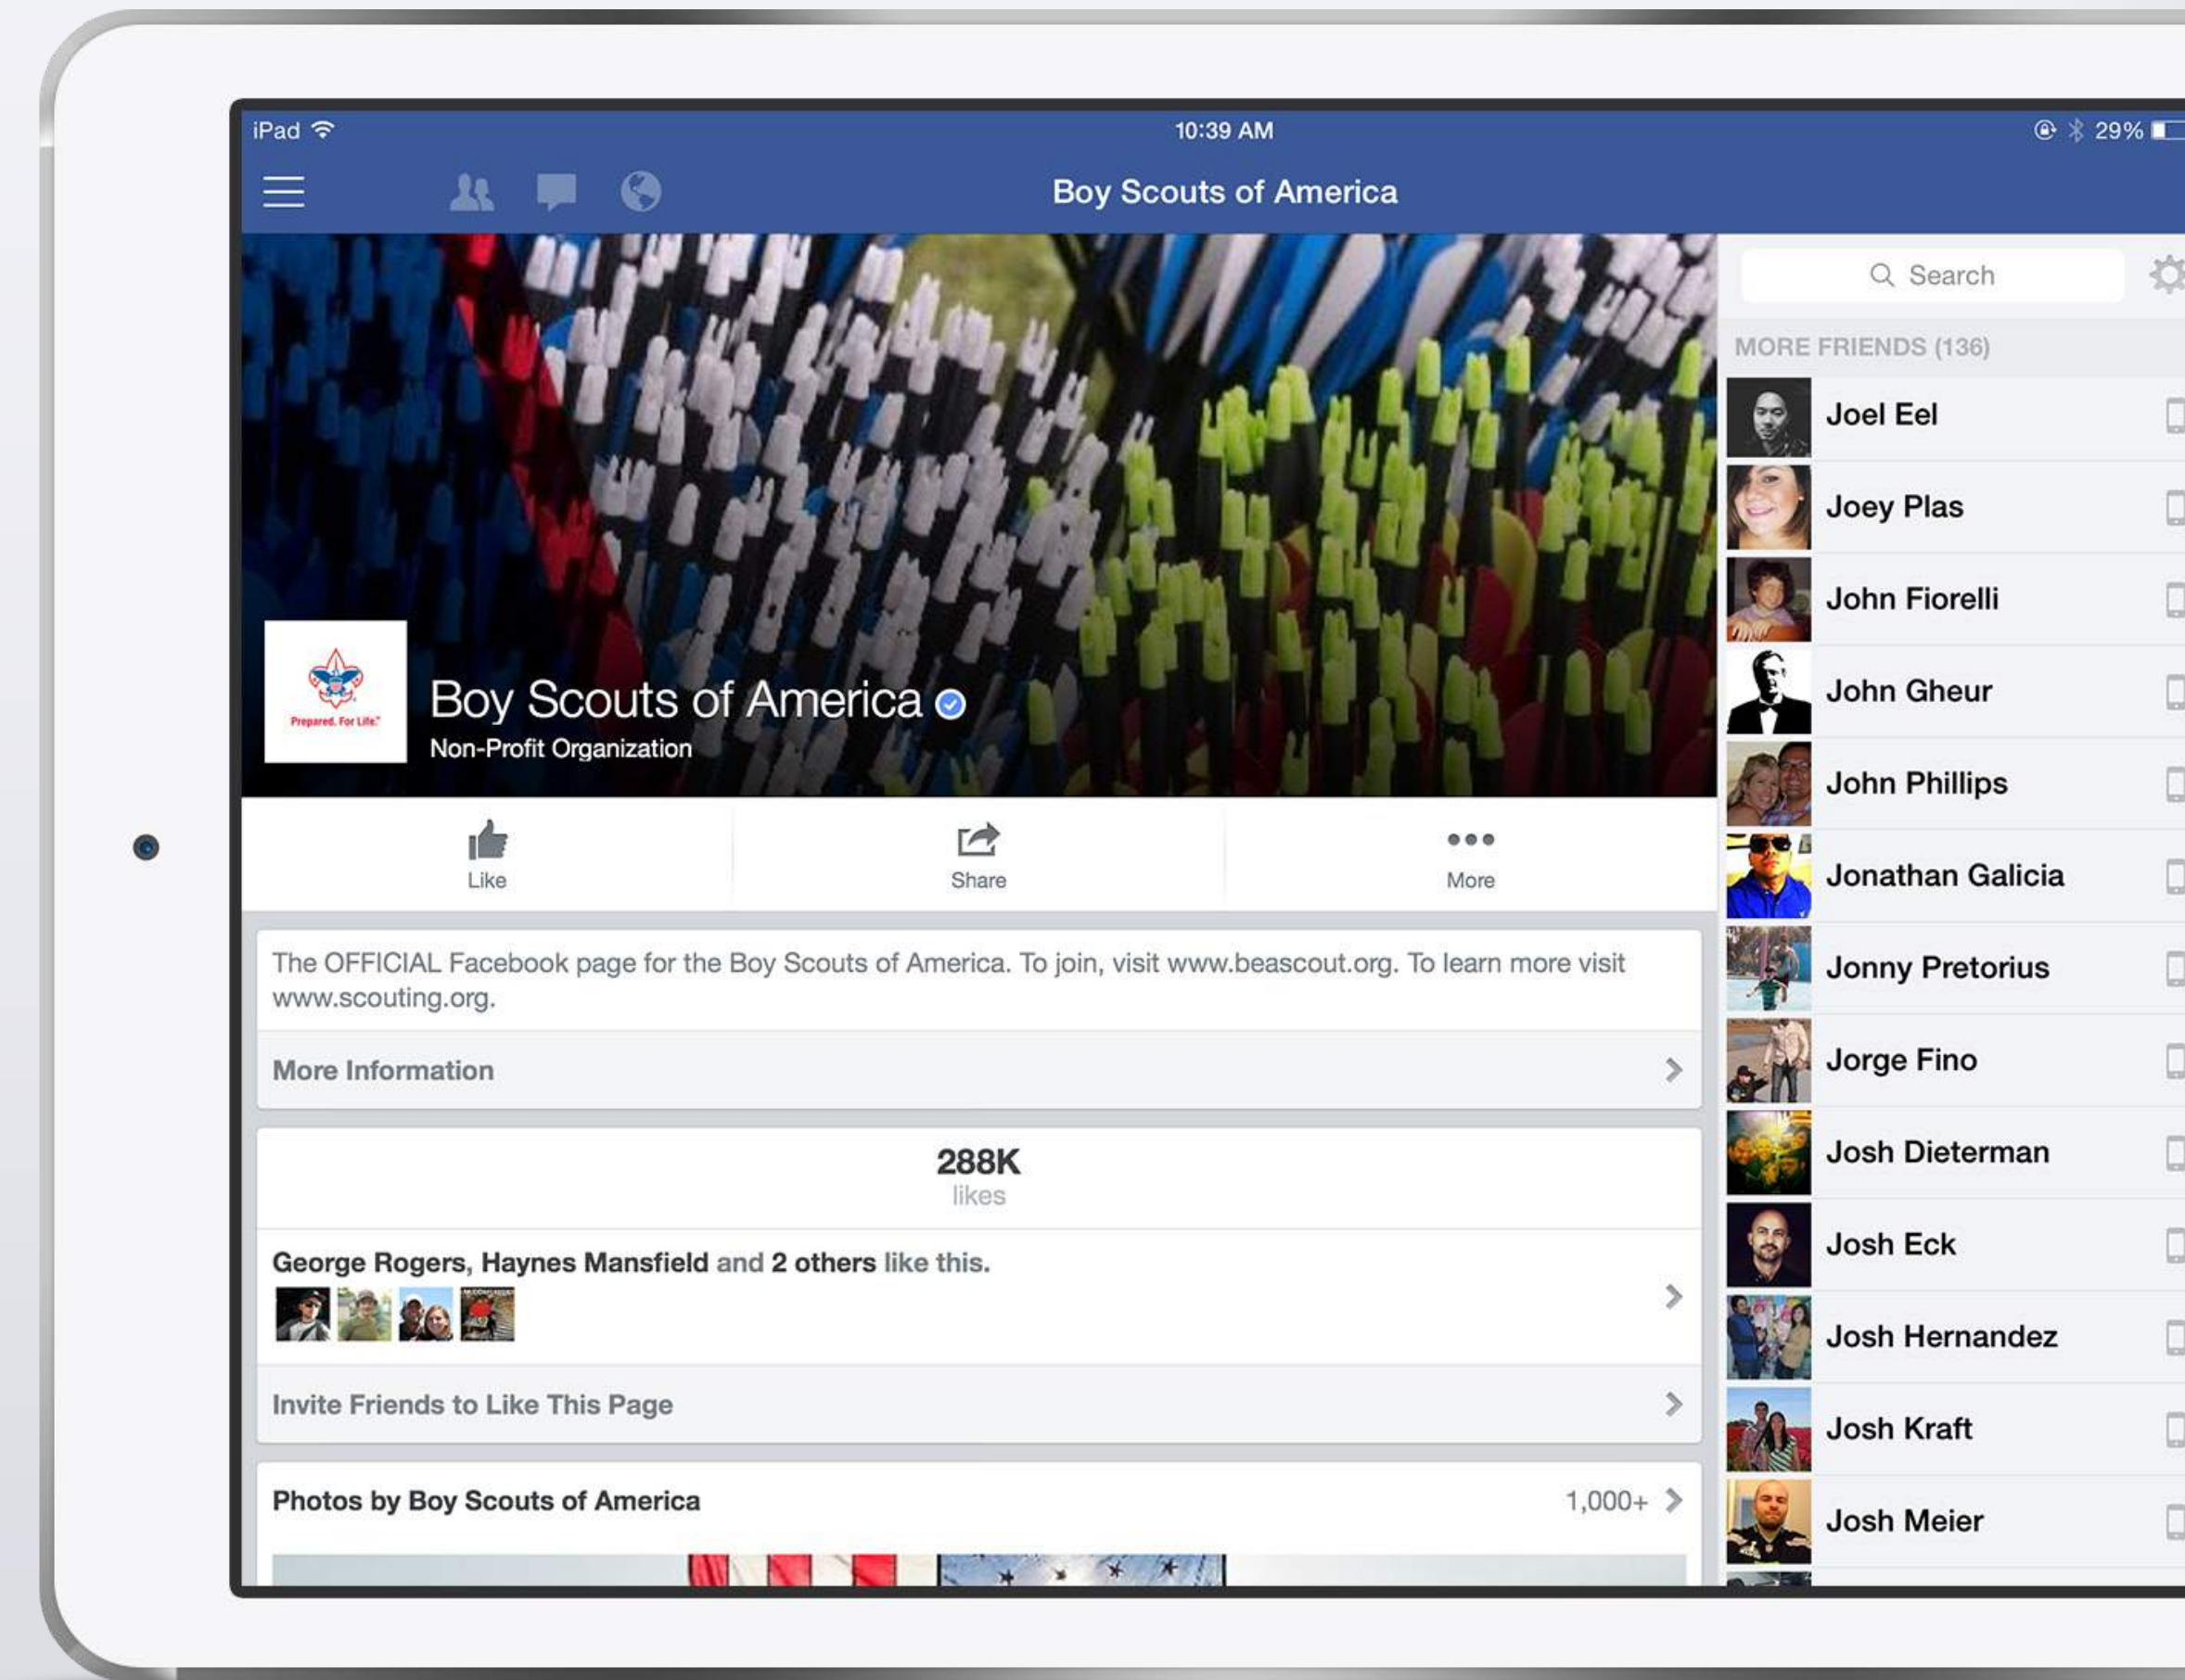 iPad
10:39 AM
29%
Boy Scouts of America
Search
MORE FRIENDS (136)
Joel Eel
Joey Plas
John Fiorelli
John Gheur
John Phillips
Jonathan Galicia
Jonny Pretorius
Jorge Fino
Josh Dieterman
Josh Eck
Josh Hernandez
Josh Kraft
Josh Meier
Prepared. For Life.™
Boy Scouts of America
Non-Profit Organization
Like
Share
More
The OFFICIAL Facebook page for the Boy Scouts of America. To join, visit www.beascout.org. To learn more visit
www.scouting.org.
More Information
288K
likes
George Rogers, Haynes Mansfield and 2 others like this.
Invite Friends to Like This Page
Photos by Boy Scouts of America
1,000+